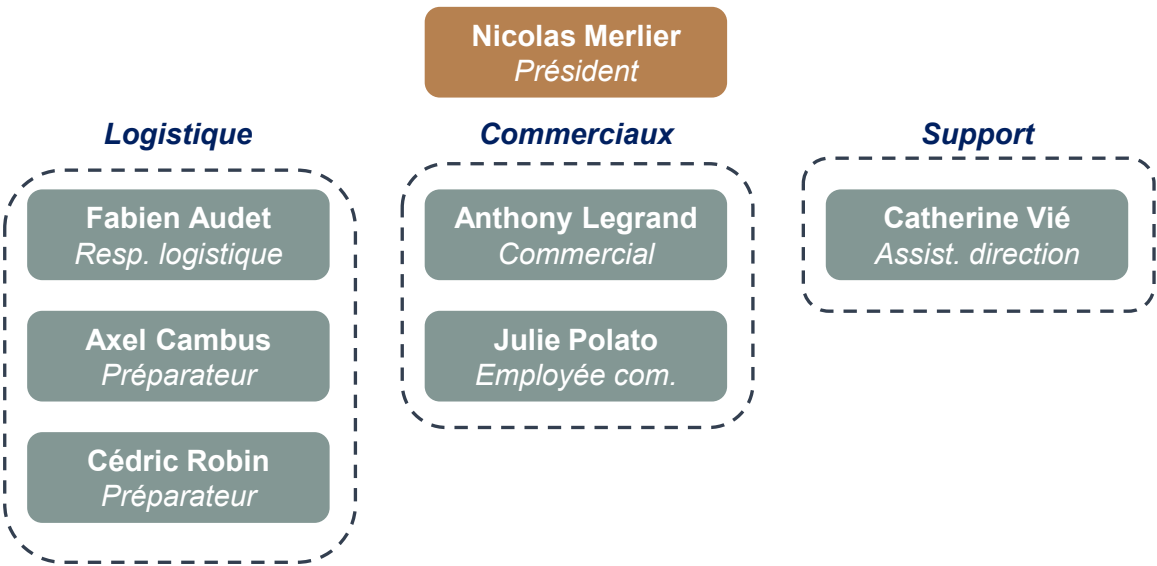 Nicolas Merlier
Président
Logistique
Fabien Audet
Resp. logistique
Axel Cambus
Préparateur
Cédric Robin
Préparateur
Commerciaux
Anthony Legrand
Commercial
Julie Polato
Employée com.
Support
Catherine Vié
Assist. direction